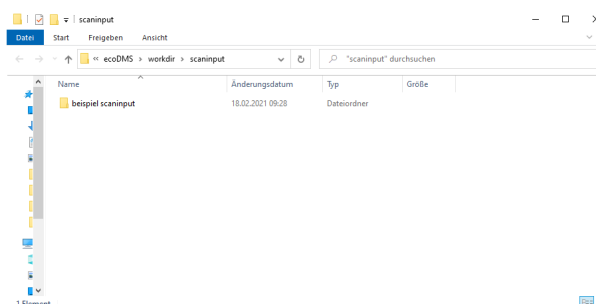 scaninput
Datei Start Freigeben Ansicht
« ecoDMS › workdir › scaninput "scaninput" durchsuchen
Name Änderungsdatum Typ Größe
beispiel scaninput 18.02.2021 09:28 Dateiordner
1 Element